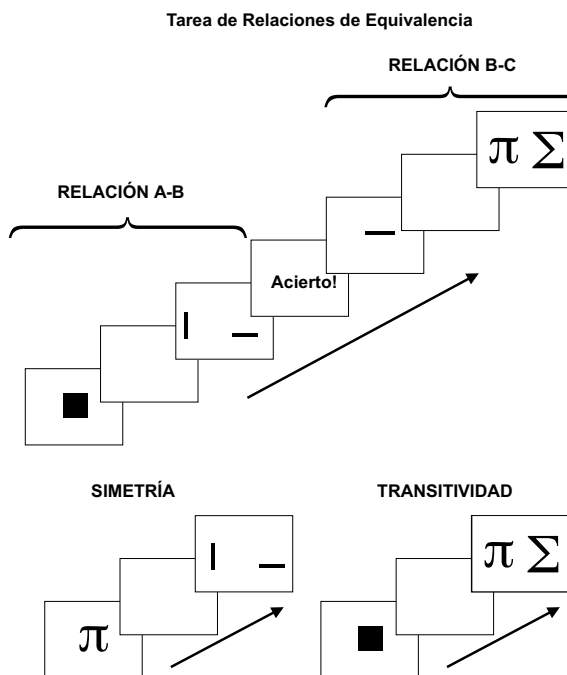 Tarea de Relaciones de Equivalencia
RELACIÓN B-C
π Σ
RELACIÓN A-B
Acierto!
SIMETRÍA
TRANSITIVIDAD
π Σ
π